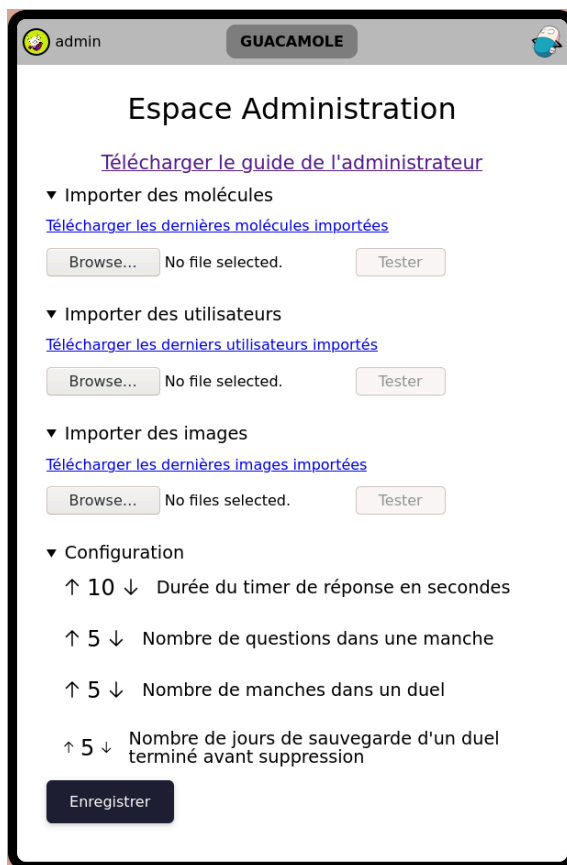 admin
GUACAMOLE
Espace Administration
Télécharger le guide de l'administrateur
▼ Importer des molécules
Télécharger les dernières molécules importées
Browse... No file selected. Tester
▼ Importer des utilisateurs
Télécharger les derniers utilisateurs importés
Browse... No file selected. Tester
▼ Importer des images
Télécharger les dernières images importées
Browse... No files selected. Tester
▼ Configuration
↑ 10 ↓ Durée du timer de réponse en secondes
↑ 5 ↓ Nombre de questions dans une manche
↑ 5 ↓ Nombre de manches dans un duel
↑ 5 ↓ Nombre de jours de sauvegarde d'un duel
terminé avant suppression
Enregistrer